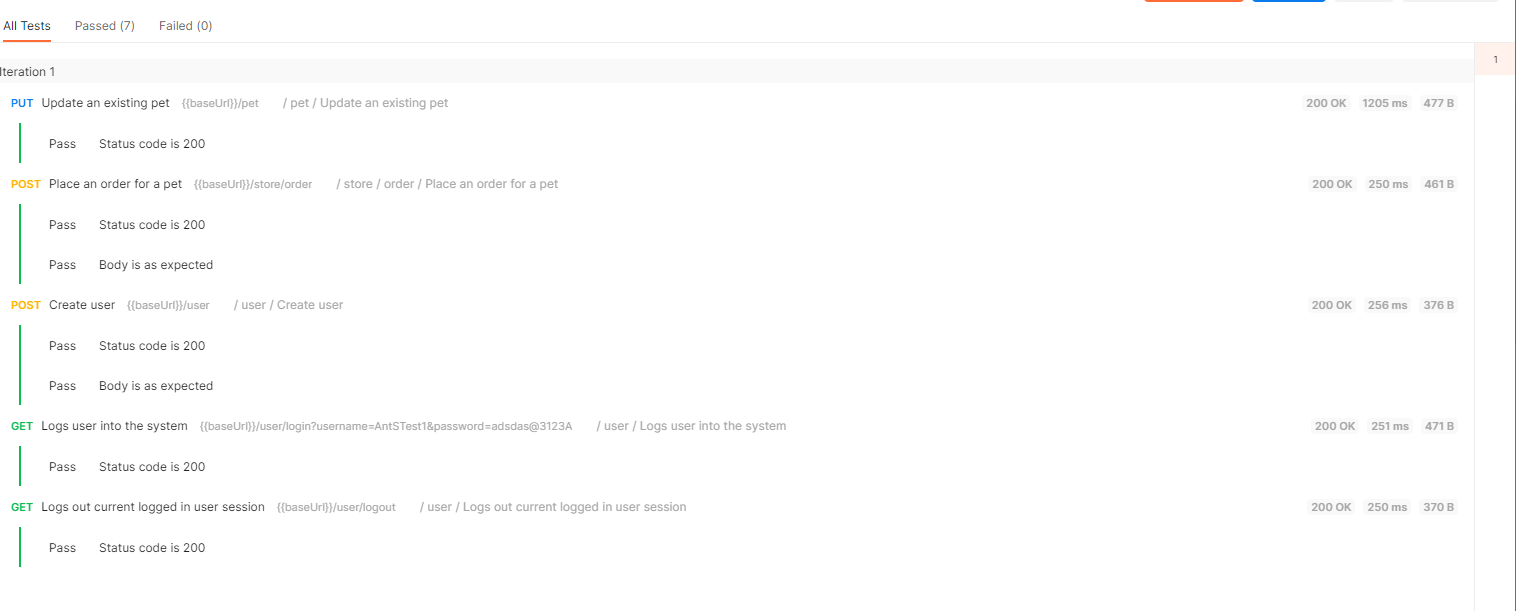 All Tests Passed (7) Failed (0)
Iteration 1
1
PUT Update an existing pet {{baseUrl}}/pet / pet / Update an existing pet 200 OK 1205 ms 477 B
Pass Status code is 200
POST Place an order for a pet {{baseUrl}}/store/order / store / order / Place an order for a pet 200 OK 250 ms 461 B
Pass Status code is 200
Pass Body is as expected
POST Create user {{baseUrl}}/user / user / Create user 200 OK 256 ms 376 B
Pass Status code is 200
Pass Body is as expected
GET Logs user into the system {{baseUrl}}/user/login?username=AntSTest1&password=adsdas@3123A / user / Logs user into the system 200 OK 251 ms 471 B
Pass Status code is 200
GET Logs out current logged in user session {{baseUrl}}/user/logout / user / Logs out current logged in user session 200 OK 250 ms 370 B
Pass Status code is 200